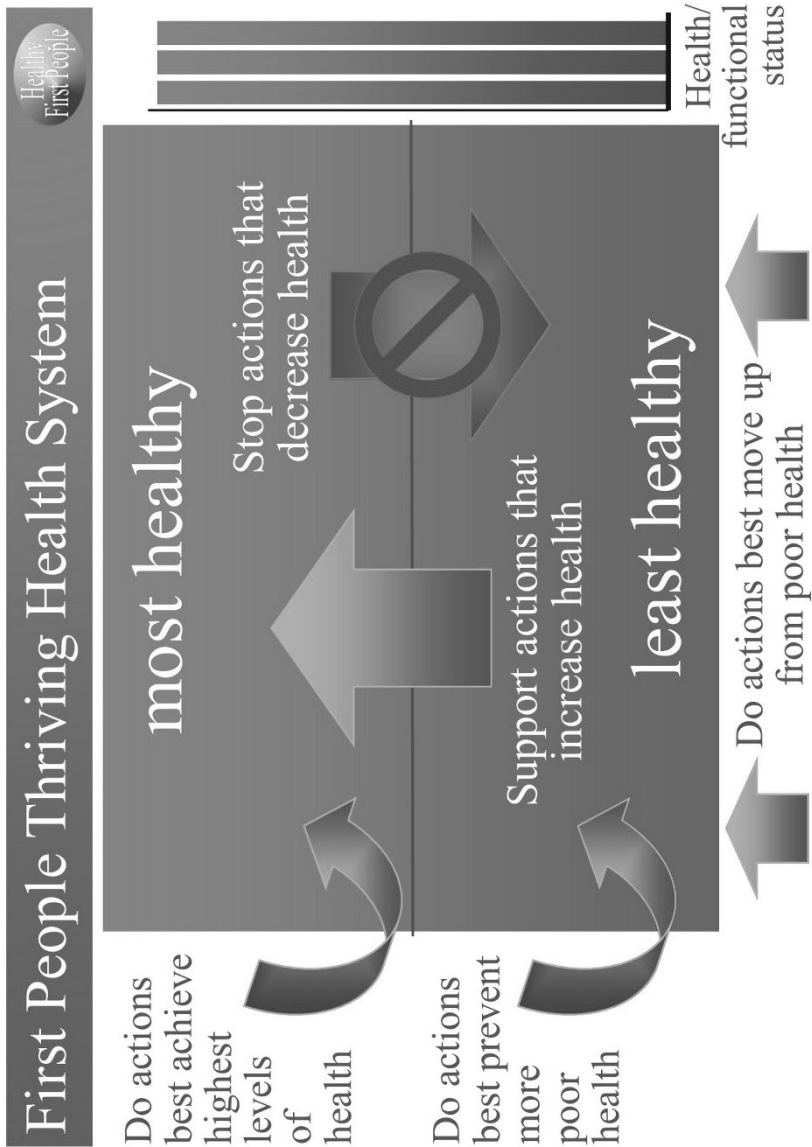 First People Thriving Health System
Healthy
First People
Do actions
best achieve
highest
levels
of
health
Do actions
best prevent
more
poor
health
most healthy
Stop actions that
decrease health
Support actions that
increase health
least healthy
Do actions best move up
from poor health
Health/
functional
status